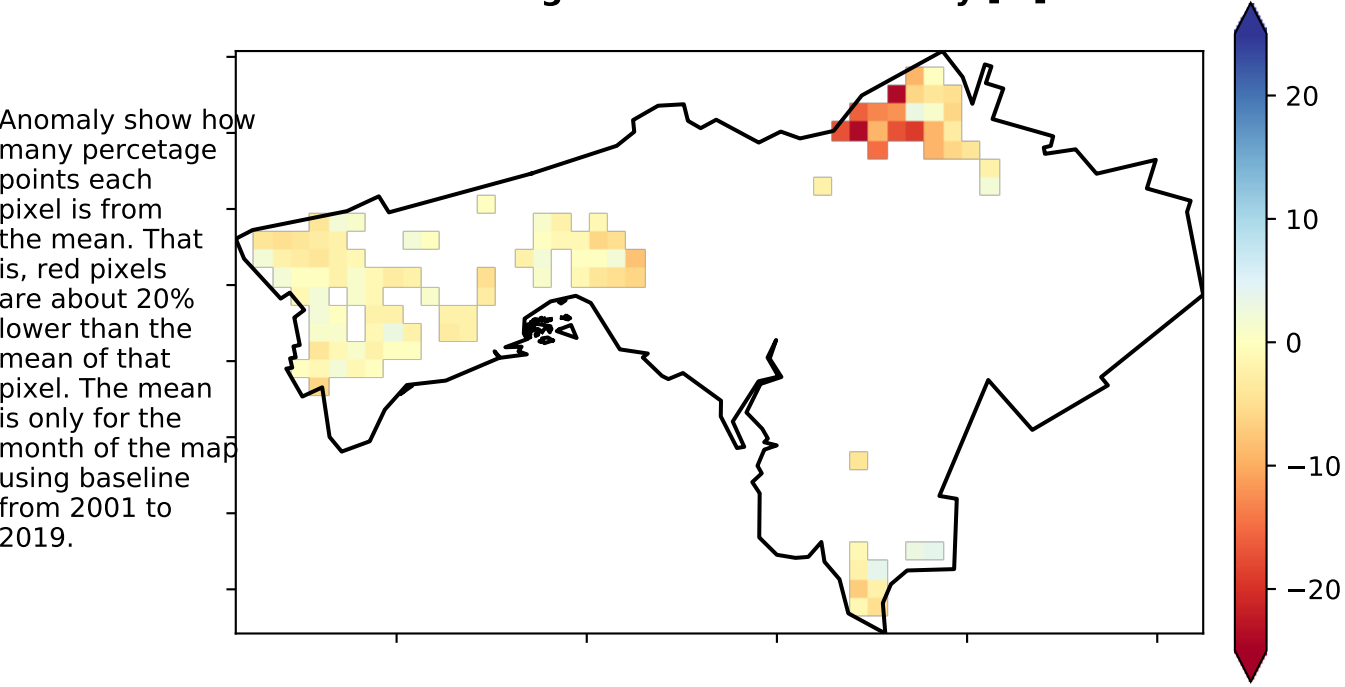 Anomaly show how
many percetage
points each
pixel is from
the mean. That
is, red pixels
are about 20%
lower than the
mean of that
pixel. The mean
is only for the
month of the map
using baseline
from 2001 to
2019.
20
10
0
−10
−20